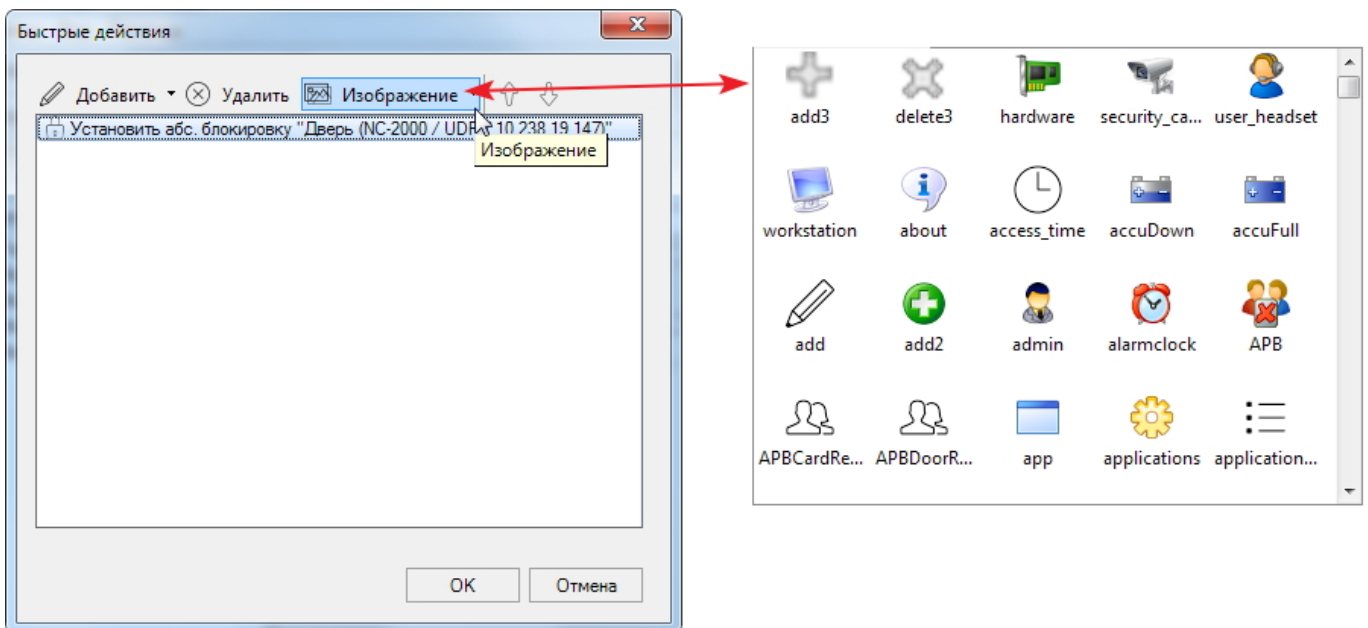 Быстрые действия
Добавить Удалить Изображение
Установить абс. блокировку "Дверь (NC-2000 / UDP 10.238.19.147)"
Изображение
OK Отмена
add3 delete3 hardware security_ca... user_headset
workstation about access_time accuDown accuFull
add add2 admin alarmclock APB
APBCardRe... APBDoorR... app applications application...